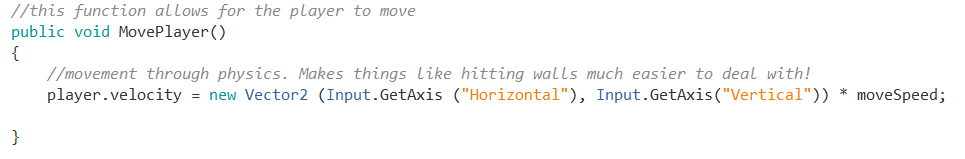 //this function allows for the player to move
public void MovePlayer()
{
//movement through physics. Makes things like hitting walls much easier to deal with!
player.velocity = new Vector2 (Input.GetAxis ("Horizontal"), Input.GetAxis("Vertical")) * moveSpeed;
}